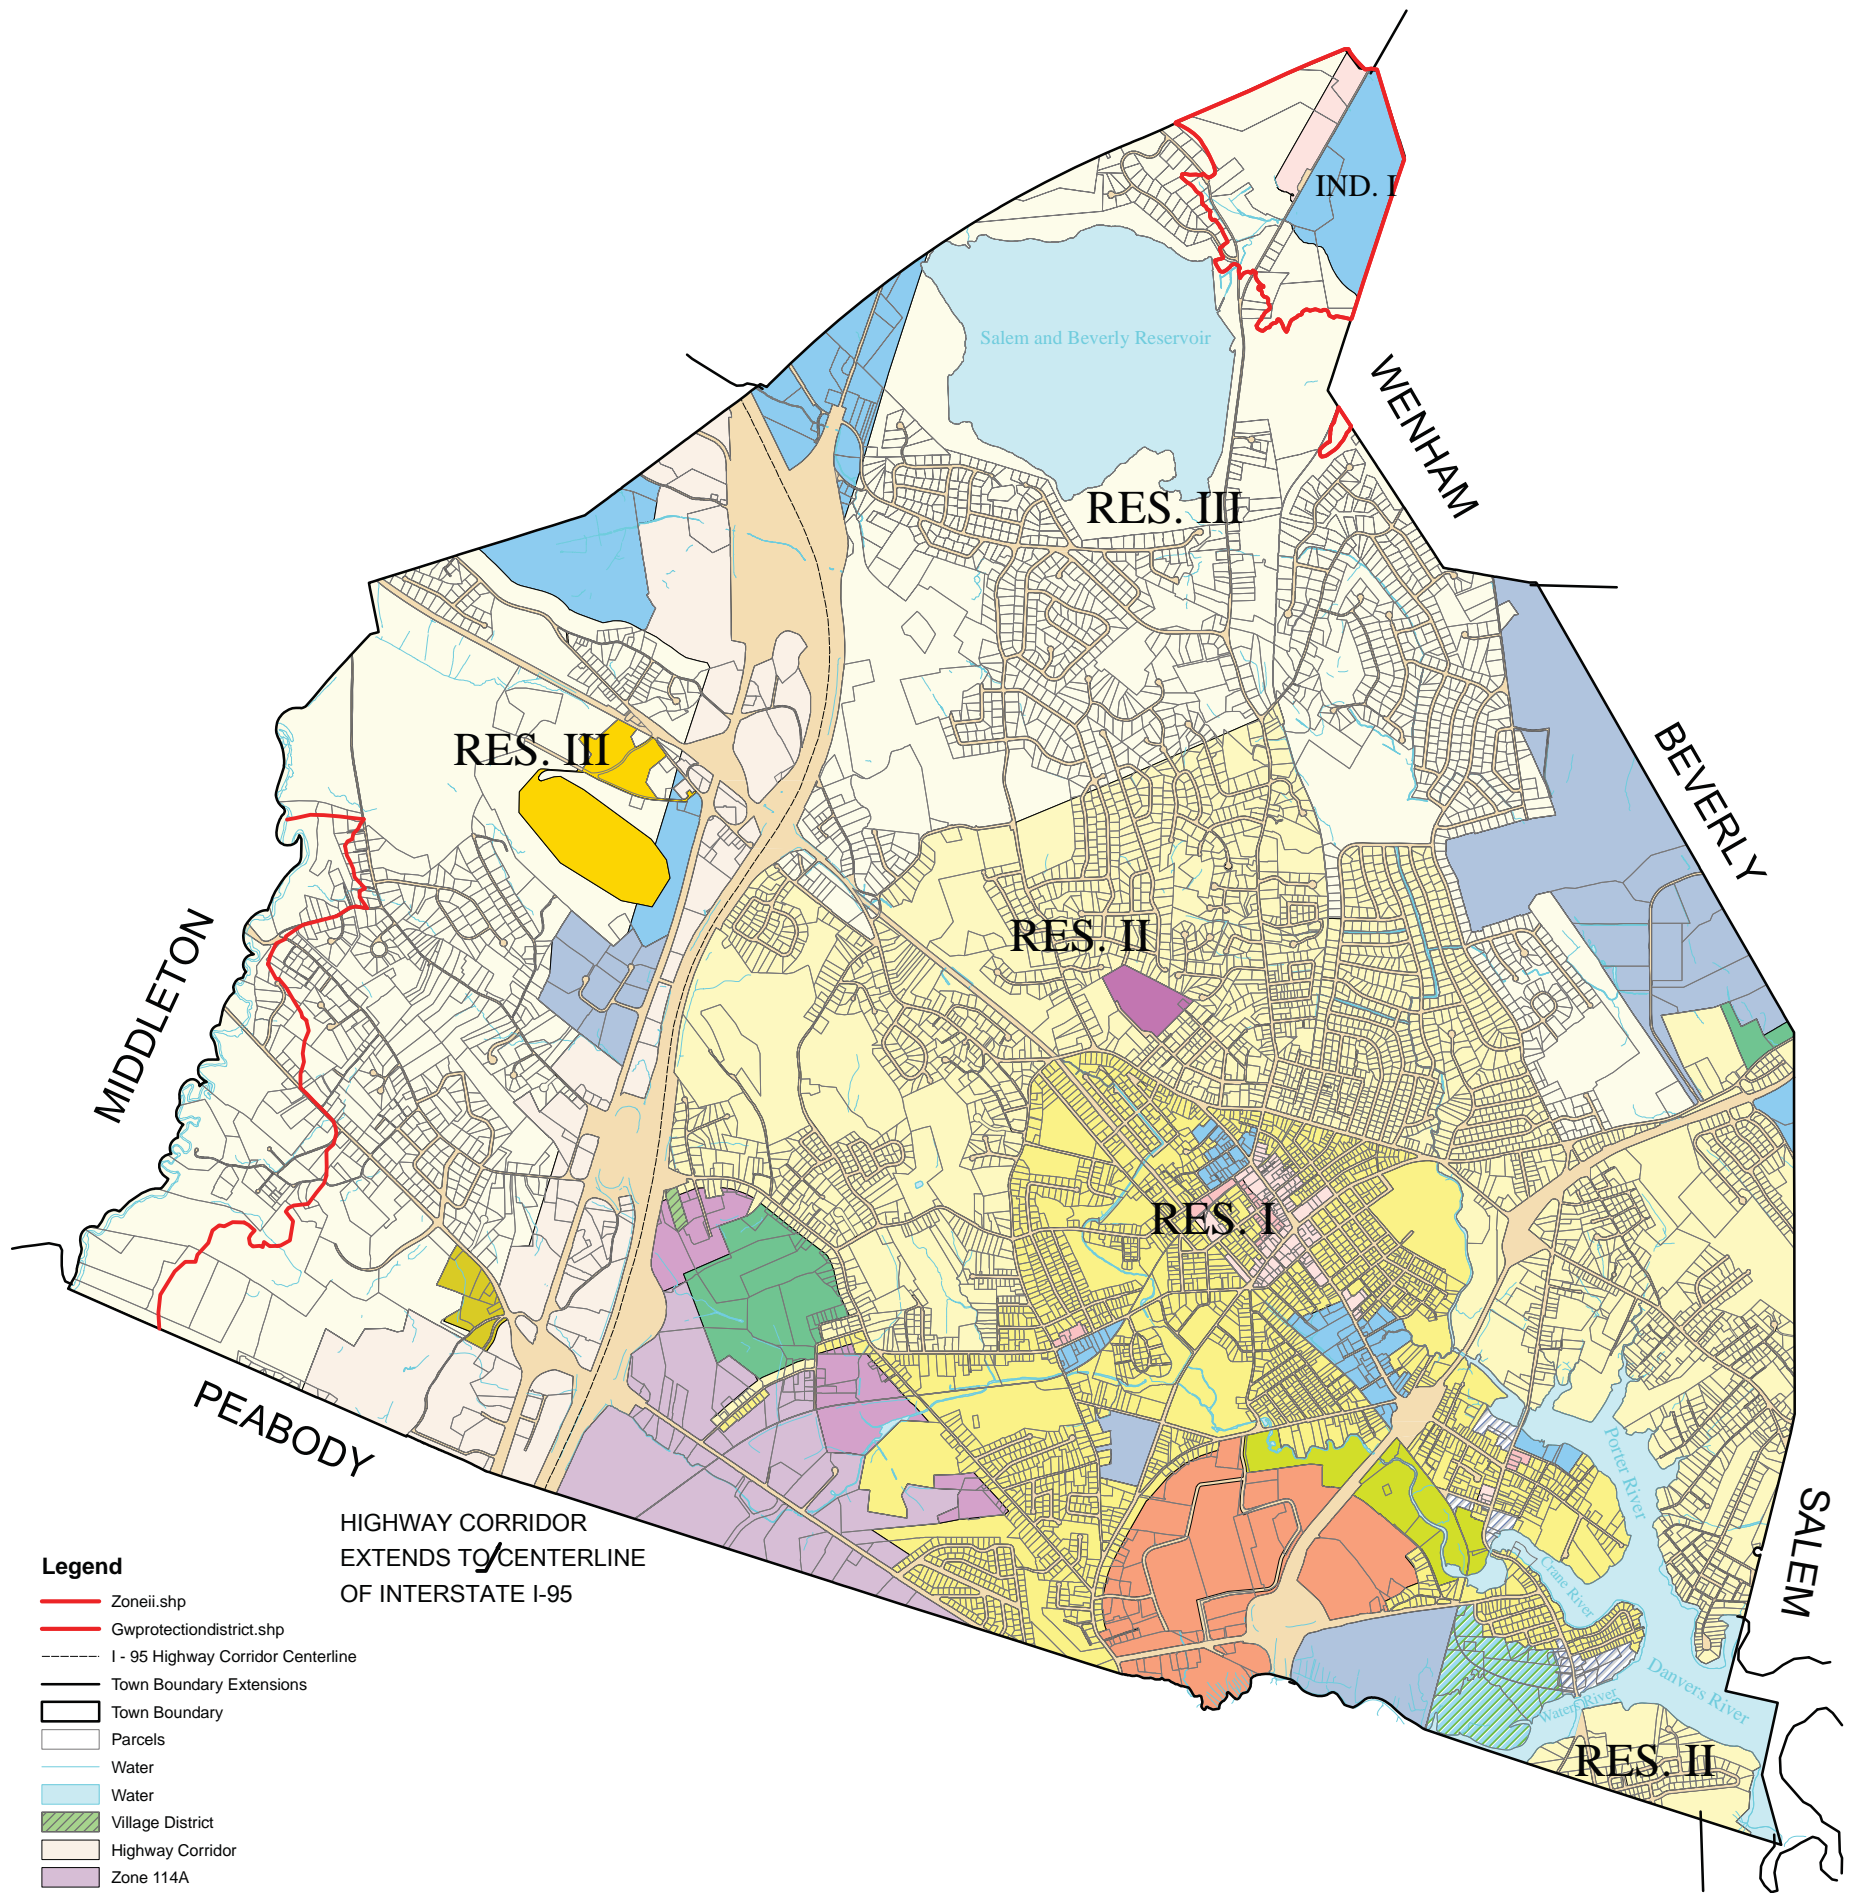 IND. I
Salem and Beverly Reservoir
WENHAM
RES. III
RES. III
BEVERLY
RES. II
MIDDLETON
RES. I
PEABODY
Porter River
SALEM
HIGHWAY CORRIDOR
EXTENDS TO CENTERLINE
OF INTERSTATE I-95
Crane River
Danvers River
Waters River
RES. II
Legend
Zoneii.shp
Gwprotectiondistrict.shp
I - 95 Highway Corridor Centerline
Town Boundary Extensions
Town Boundary
Parcels
Water
Water
Village District
Highway Corridor
Zone 114A